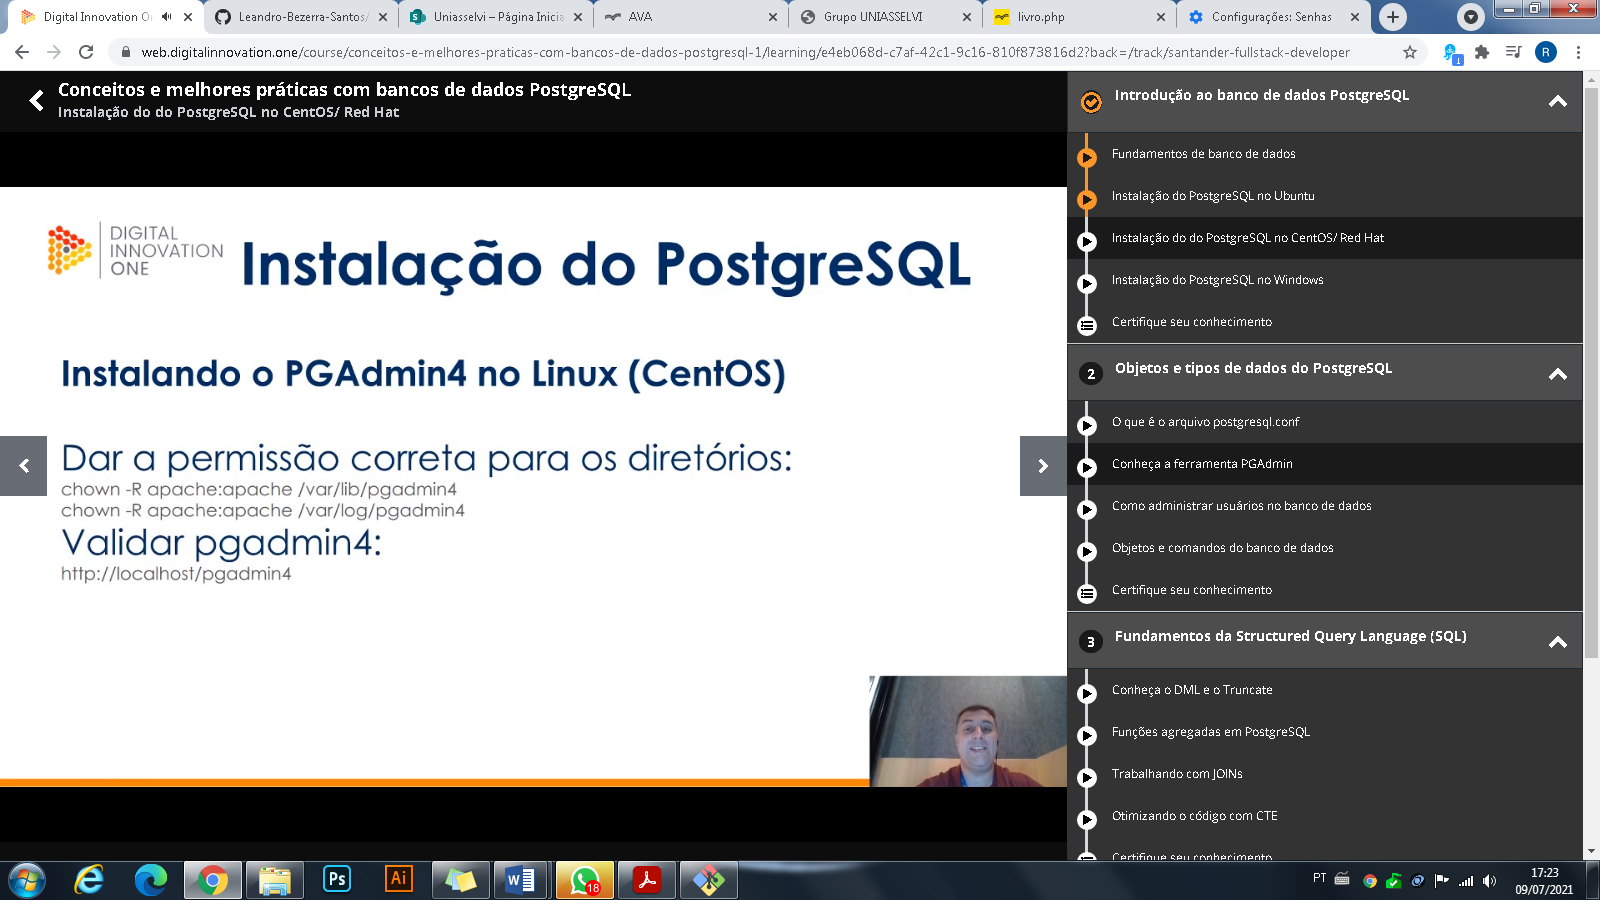 Digital Innovation O
Leandro-Bezerra-Santos/
Uniasselvi – Página Inicia
AVA
Grupo UNIASSELVI
livro.php
Configurações: Senhas
web.digitalinnovation.one/course/conceitos-e-melhores-praticas-com-bancos-de-dados-postgresql-1/learning/e4eb068d-c7af-42c1-9c16-810f873816d2?back=/track/santander-fullstack-developer
1
R
Conceitos e melhores práticas com bancos de dados PostgreSQL
Instalação do do PostgreSQL no CentOS/ Red Hat
DIGITAL
INNOVATION
ONE
Instalação do PostgreSQL
Instalando o PGAdmin4 no Linux (CentOS)
Dar a permissão correta para os diretórios:
chown -R apache:apache /var/lib/pgadmin4
chown -R apache:apache /var/log/pgadmin4
Validar pgadmin4:
http://localhost/pgadmin4
Introdução ao banco de dados PostgreSQL
Fundamentos de banco de dados
Instalação do PostgreSQL no Ubuntu
Instalação do do PostgreSQL no CentOS/ Red Hat
Instalação do PostgreSQL no Windows
Certifique seu conhecimento
2 Objetos e tipos de dados do PostgreSQL
O que é o arquivo postgresql.conf
Conheça a ferramenta PGAdmin
Como administrar usuários no banco de dados
Objetos e comandos do banco de dados
Certifique seu conhecimento
3 Fundamentos da Structured Query Language (SQL)
Conheça o DML e o Truncate
Funções agregadas em PostgreSQL
Trabalhando com JOINs
Otimizando o código com CTE
Certifique seu conhecimento
Ps
Ai
W
18
PT
17:23
09/07/2021